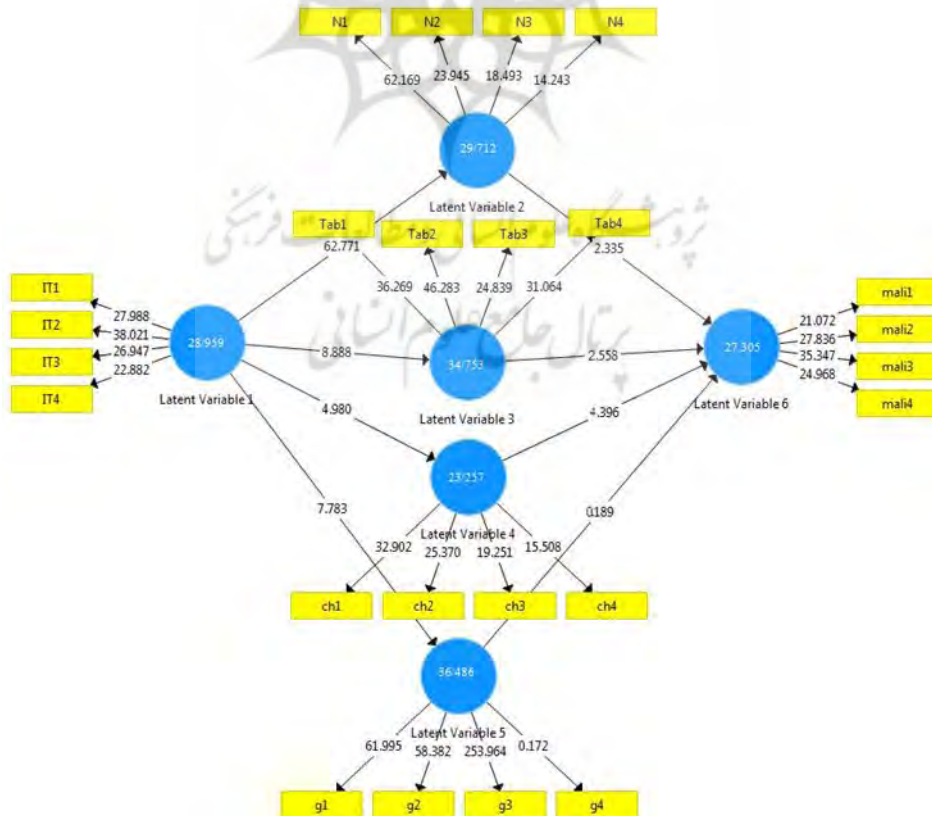 N1 N2 N3 N4
62.169 23.945 18.493 14.243
29/712
Latent Variable 2
Tab1 Tab2 Tab3 Tab4
62.771 2.335
36.269 46.283 24.839 31.064
IT1
IT2
IT3
IT4
27.988
38.021
26.947
22.882
28/959
Latent Variable 1
8.888
34/753
2.558
Latent Variable 3
27.305
Latent Variable 6
21.072
27.836
35.347
24.968
mali1
mali2
mali3
mali4
4.980
4.396
23/257
Latent Variable 4
7.783
0.189
32.902 25.370 19.251 15.508
ch1 ch2 ch3 ch4
36/486
Latent Variable 5
61.995 58.382 253.964 0.172
g1 g2 g3 g4
پرتال جامع علوم انسانی